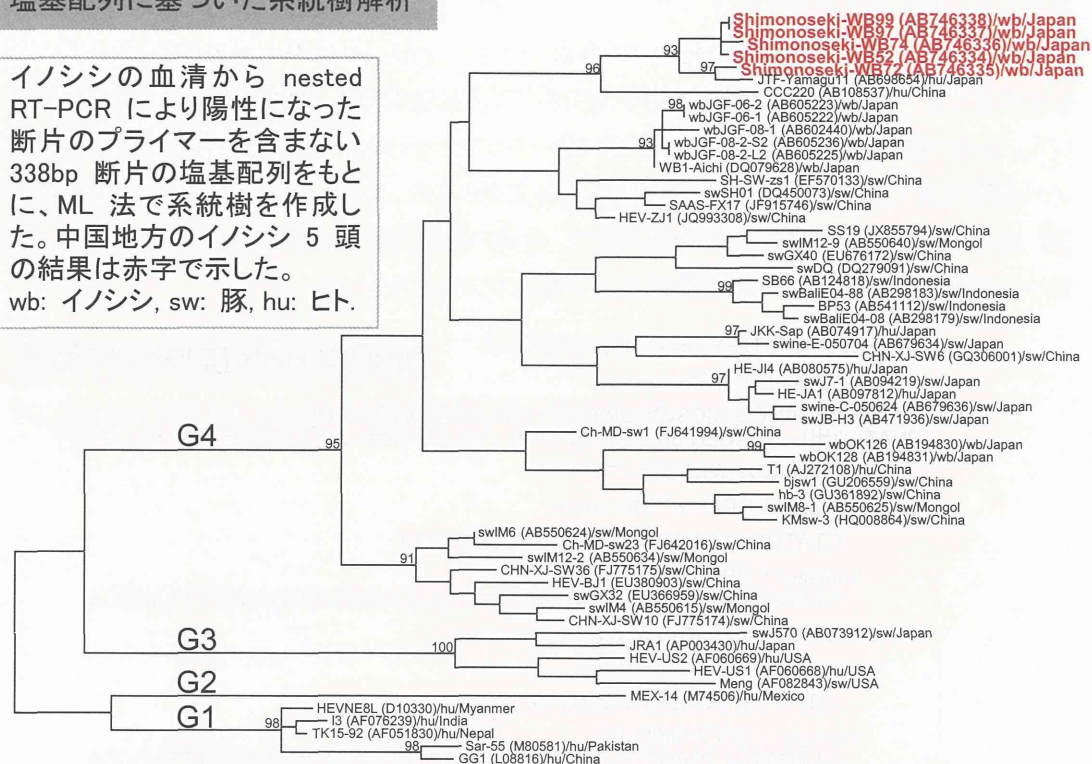 塩基配列に基づいた系統樹解析
イノシシの血清から nested
RT-PCR により陽性になった
断片のプライマーを含まない
338bp 断片の塩基配列をもと
に、ML 法で系統樹を作成し
た。中国地方のイノシシ 5 頭
の結果は赤字で示した。
wb: イノシシ, sw: 豚, hu: ヒト.
Shimonoseki-WB99 (AB746338)/wb/Japan
Shimonoseki-WB97 (AB746337)/wb/Japan
93
Shimonoseki-WB74 (AB746336)/wb/Japan
Shimonoseki-WB52 (AB746334)/wb/Japan
96
97
Shimonoseki-WB72 (AB746335)/wb/Japan
JTF-Yamagu11 (AB698654)/hu/Japan
CCC220 (AB108537)/hu/China
98
wbJGF-06-2 (AB605223)/wb/Japan
wbJGF-06-1 (AB605222)/wb/Japan
wbJGF-08-1 (AB602440)/wb/Japan
93
wbJGF-08-2-S2 (AB605236)/wb/Japan
wbJGF-08-2-L2 (AB605225)/wb/Japan
WB1-Aichi (DQ079628)/wb/Japan
SH-SW-zs1 (EF570133)/sw/China
swSH01 (DQ450073)/sw/China
SAAS-FX17 (JF915746)/sw/China
HEV-ZJ1 (JQ993308)/sw/China
SS19 (JX855794)/sw/China
swIM12-9 (AB550640)/sw/Mongol
swGX40 (EU676172)/sw/China
swDQ (DQ279091)/sw/China
SB66 (AB124818)/sw/Indonesia
99
swBaliE04-88 (AB298183)/sw/Indonesia
BP53 (AB541112)/sw/Indonesia
swBaliE04-08 (AB298179)/sw/Indonesia
97
JKK-Sap (AB074917)/hu/Japan
swine-E-050704 (AB679634)/sw/Japan
CHN-XJ-SW6 (GQ306001)/sw/China
HE-JI4 (AB080575)/hu/Japan
97
swJ7-1 (AB094219)/sw/Japan
HE-JA1 (AB097812)/hu/Japan
swine-C-050624 (AB679636)/sw/Japan
swJB-H3 (AB471936)/sw/Japan
Ch-MD-sw1 (FJ641994)/sw/China
G4
95
99
wbOK126 (AB194830)/wb/Japan
wbOK128 (AB194831)/wb/Japan
T1 (AJ272108)/hu/China
bjsw1 (GU206559)/sw/China
hb-3 (GU361892)/sw/China
swIM8-1 (AB550625)/sw/Mongol
KMsw-3 (HQ008864)/sw/China
swIM6 (AB550624)/sw/Mongol
Ch-MD-sw23 (FJ642016)/sw/China
91
swIM12-2 (AB550634)/sw/Mongol
CHN-XJ-SW36 (FJ775175)/sw/China
HEV-BJ1 (EU380903)/sw/China
swGX32 (EU366959)/sw/China
swIM4 (AB550615)/sw/Mongol
CHN-XJ-SW10 (FJ775174)/sw/China
G3
100
swJ570 (AB073912)/sw/Japan
JRA1 (AP003430)/hu/Japan
HEV-US2 (AF060669)/hu/USA
HEV-US1 (AF060668)/hu/USA
Meng (AF082843)/sw/USA
G2
MEX-14 (M74506)/hu/Mexico
G1
98
HEVNE8L (D10330)/hu/Myanmer
I3 (AF076239)/hu/India
TK15-92 (AF051830)/hu/Nepal
98
Sar-55 (M80581)/hu/Pakistan
GG1 (L08816)/hu/China